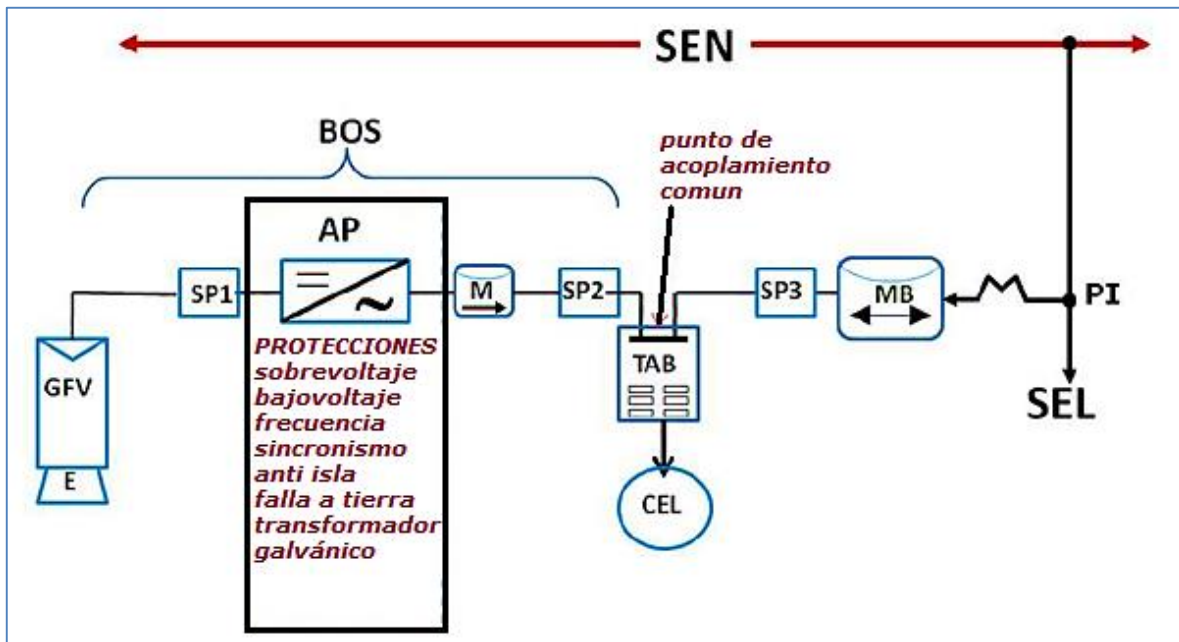 SEN
BOS
punto de
acoplamiento
comun
AP
SP1
M
SP2
SP3
MB
PI
PROTECCIONES
sobrevoltaje
bajovoltaje
frecuencia
sincronismo
anti isla
falla a tierra
transformador
galvánico
GFV
E
TAB
SEL
CEL